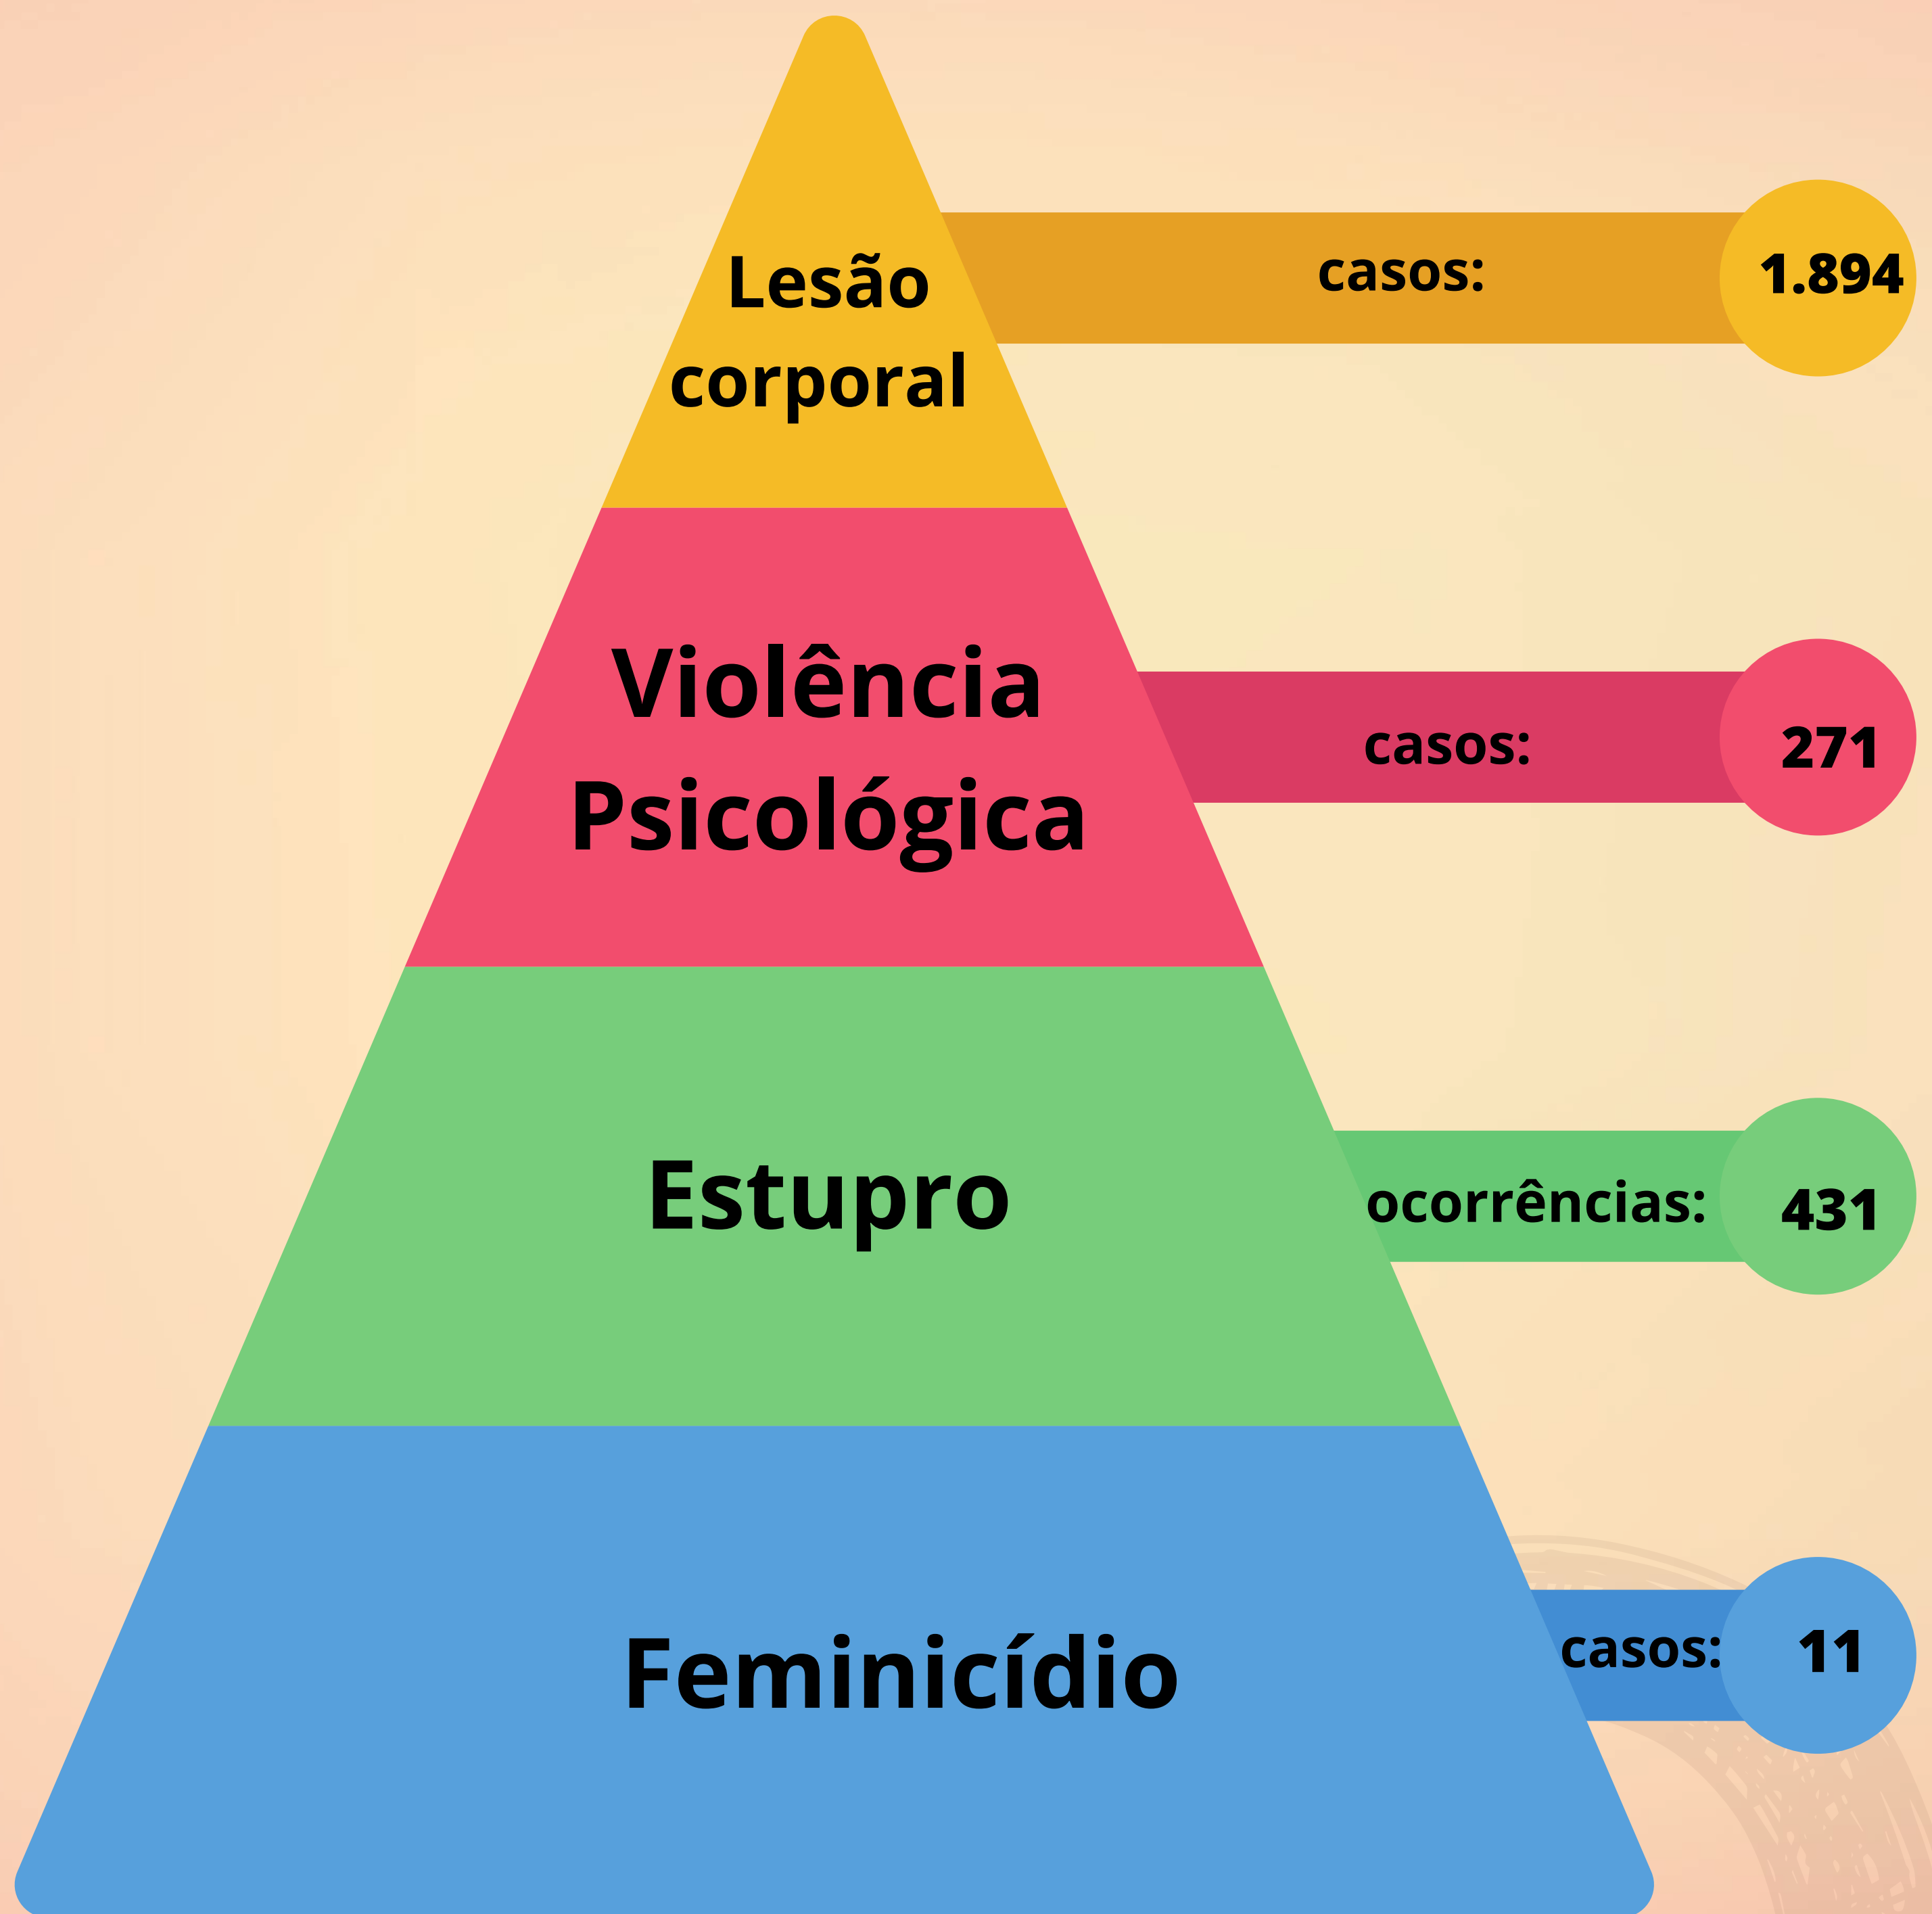 Lesão
corporal
casos:
1.894
Violência
Psicológica
casos:
271
Estupro
ocorrências:
431
Feminicídio
casos:
11